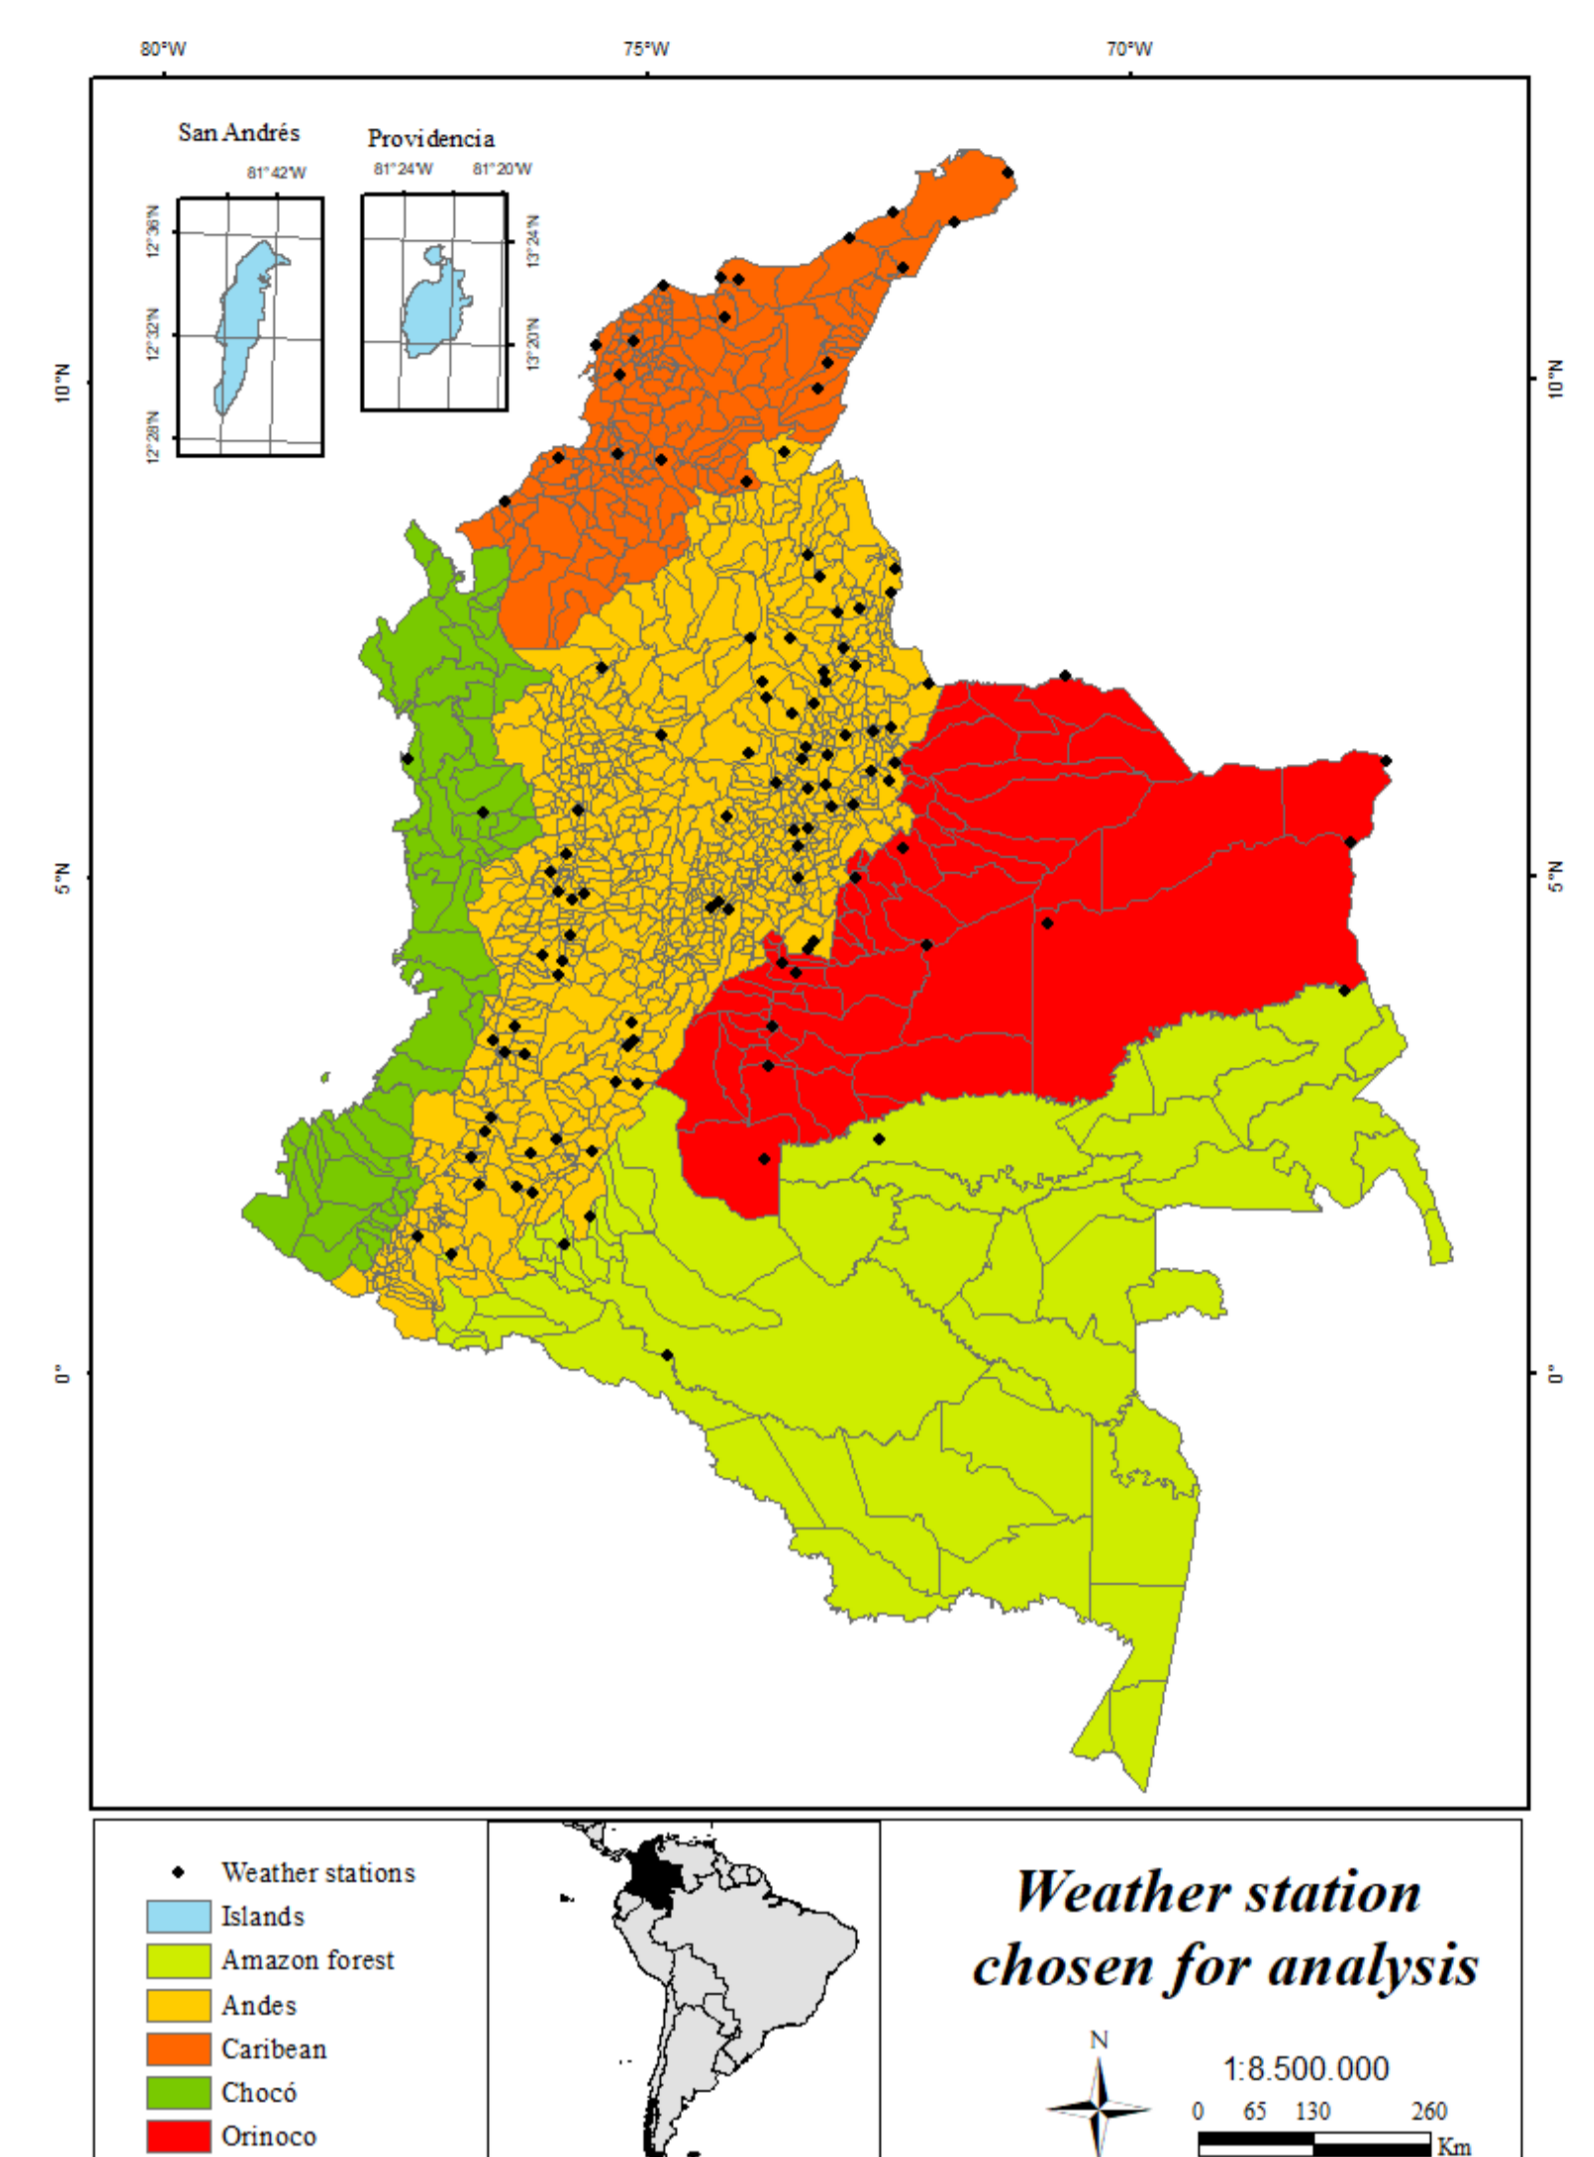 80°W 75°W 70°W
San Andrés
Providencia
81°42'W
81°24'W 81°20'W
12°36'N
12°32'N
12°28'N
13°24'N
13°20'N
10°N
10°N
5°N
5°N
0°
0°
Weather stations
Islands
Amazon forest
Andes
Caribean
Chocó
Orinoco
Weather station
chosen for analysis
N
1:8.500.000
0 65 130 260
Km